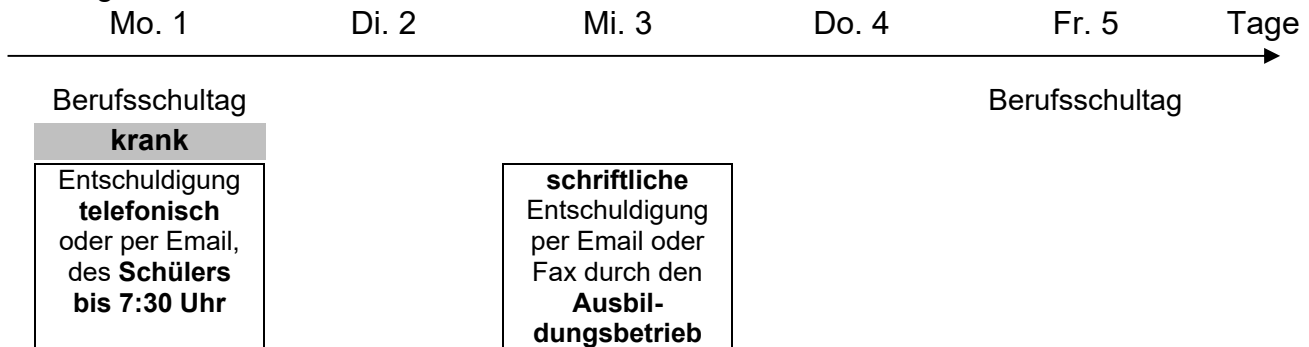 Mo. 1 Di. 2 Mi. 3 Do. 4 Fr. 5 Tage
Berufsschultag Berufsschultag
krank
Entschuldigung
telefonisch
oder per Email,
des Schülers
bis 7:30 Uhr
schriftliche
Entschuldigung
per Email oder
Fax durch den
Ausbil-
dungsbetrieb